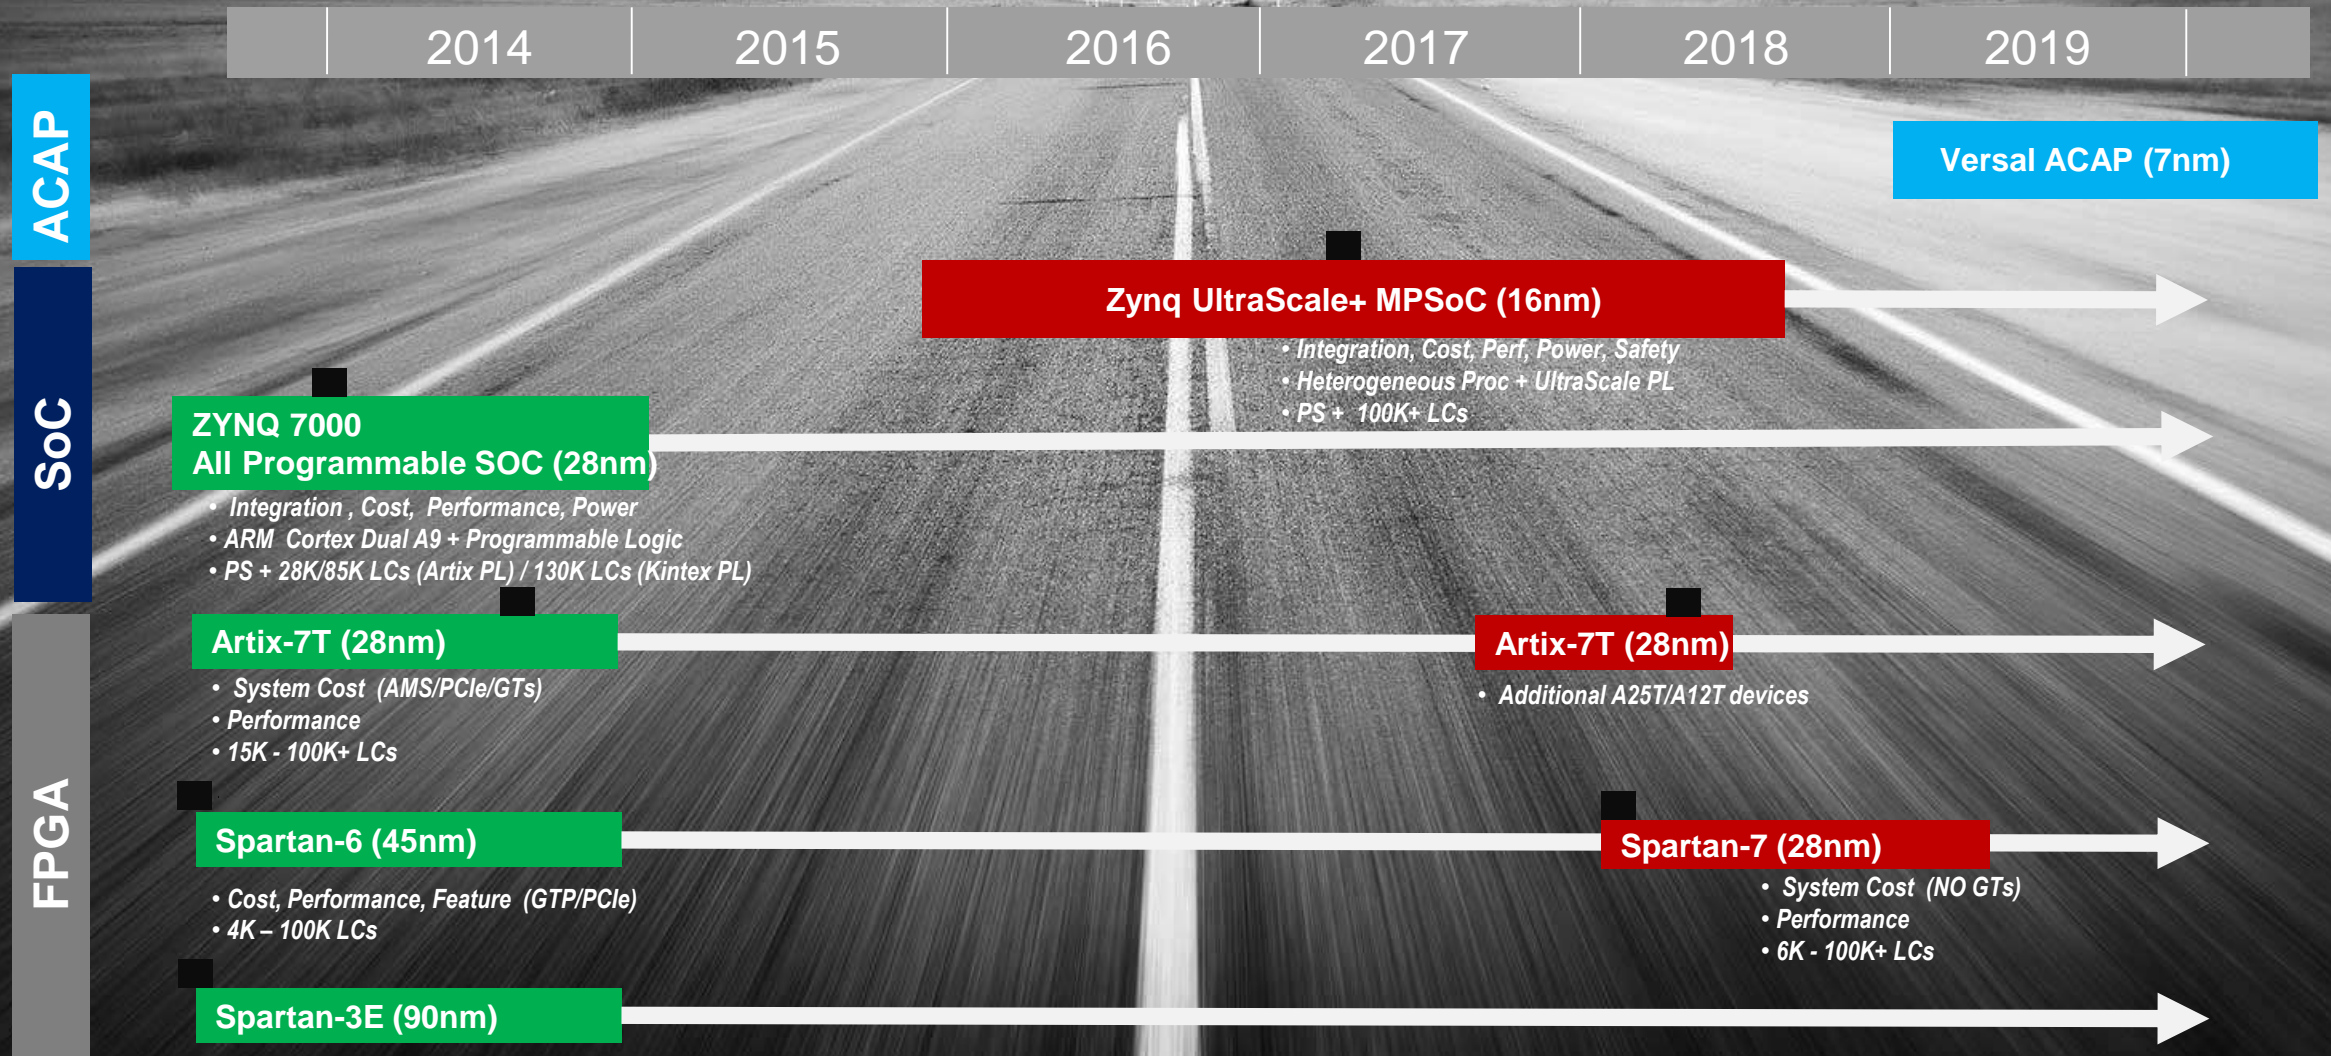 2014 2015 2016 2017 2018 2019
ACAP
Versal ACAP (7nm)
SoC
Zynq UltraScale+ MPSoC (16nm)
• Integration, Cost, Perf, Power, Safety
• Heterogeneous Proc + UltraScale PL
• PS + 100K+ LCs
ZYNQ 7000
All Programmable SOC (28nm)
• Integration , Cost, Performance, Power
• ARM Cortex Dual A9 + Programmable Logic
• PS + 28K/85K LCs (Artix PL) / 130K LCs (Kintex PL)
FPGA
Artix-7T (28nm)
• System Cost (AMS/PCIe/GTs)
• Performance
• 15K - 100K+ LCs
Artix-7T (28nm)
• Additional A25T/A12T devices
Spartan-6 (45nm)
• Cost, Performance, Feature (GTP/PCIe)
• 4K – 100K LCs
Spartan-7 (28nm)
• System Cost (NO GTs)
• Performance
• 6K - 100K+ LCs
Spartan-3E (90nm)